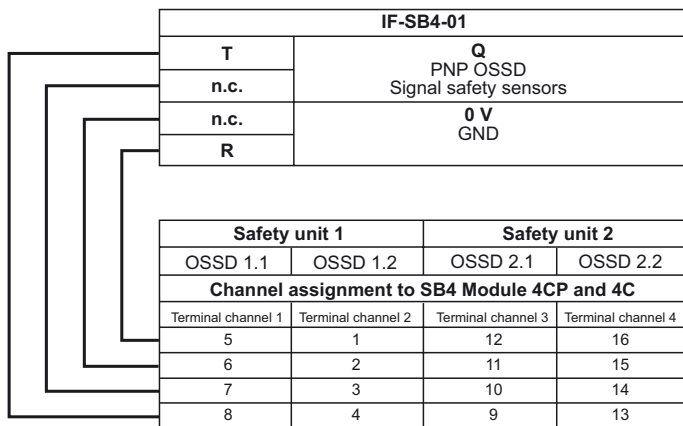 IF-SB4-01
T
Q
PNP OSSD
n.c.
Signal safety sensors
n.c.
0 V
GND
R
Safety unit 1 Safety unit 2
OSSD 1.1 OSSD 1.2 OSSD 2.1 OSSD 2.2
Channel assignment to SB4 Module 4CP and 4C
Terminal channel 1 Terminal channel 2 Terminal channel 3 Terminal channel 4
5 1 12 16
6 2 11 15
7 3 10 14
8 4 9 13